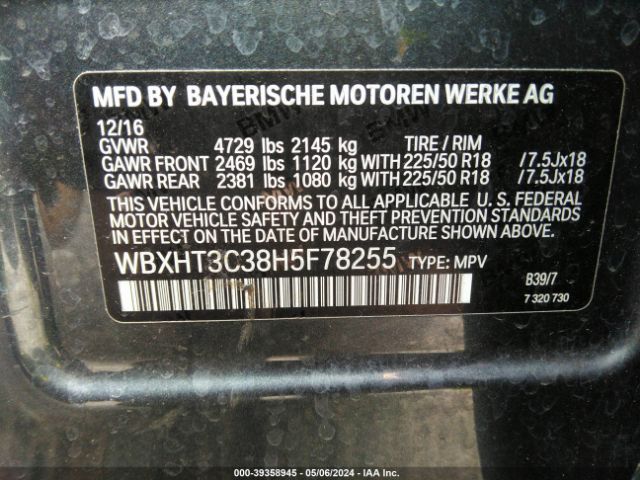 MFD BY BAYERISCHE MOTOREN WERKE AG
12/16
GVWR 4729 lbs 2145 kg TIRE / RIM
GAWR FRONT 2469 lbs 1120 kg WITH 225/50 R18 /7.5Jx18
GAWR REAR 2381 lbs 1080 kg WITH 225/50 R18 /7.5Jx18
THIS VEHICLE CONFORMS TO ALL APPLICABLE U. S. FEDERAL
MOTOR VEHICLE SAFETY AND THEFT PREVENTION STANDARDS
IN EFFECT ON THE DATE OF MANUFACTURE SHOWN ABOVE.
WBXHT3C38H5F78255 TYPE: MPV
B39/7
7 320 730
000-39358945 - 05/06/2024 - IAA Inc.